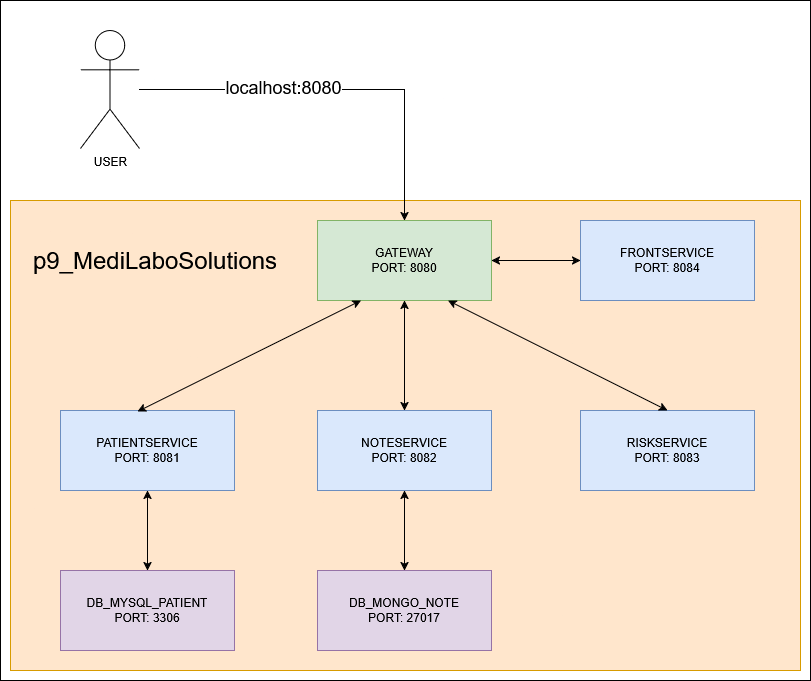 localhost:8080
USER
p9_MediLaboSolutions
GATEWAY
PORT: 8080
FRONTSERVICE
PORT: 8084
PATIENTSERVICE
PORT: 8081
NOTESERVICE
PORT: 8082
RISKSERVICE
PORT: 8083
DB_MYSQL_PATIENT
PORT: 3306
DB_MONGO_NOTE
PORT: 27017